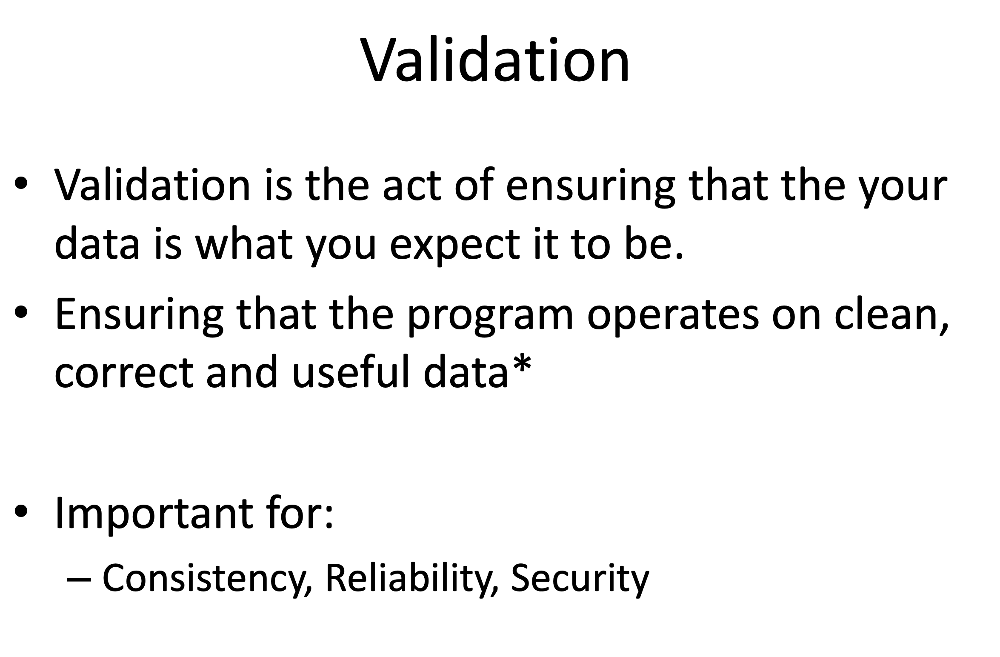 Validation
• Validation is the act of ensuring that the your
data is what you expect it to be.
• Ensuring that the program operates on clean,
correct and useful data*
• Important for:
– Consistency, Reliability, Security